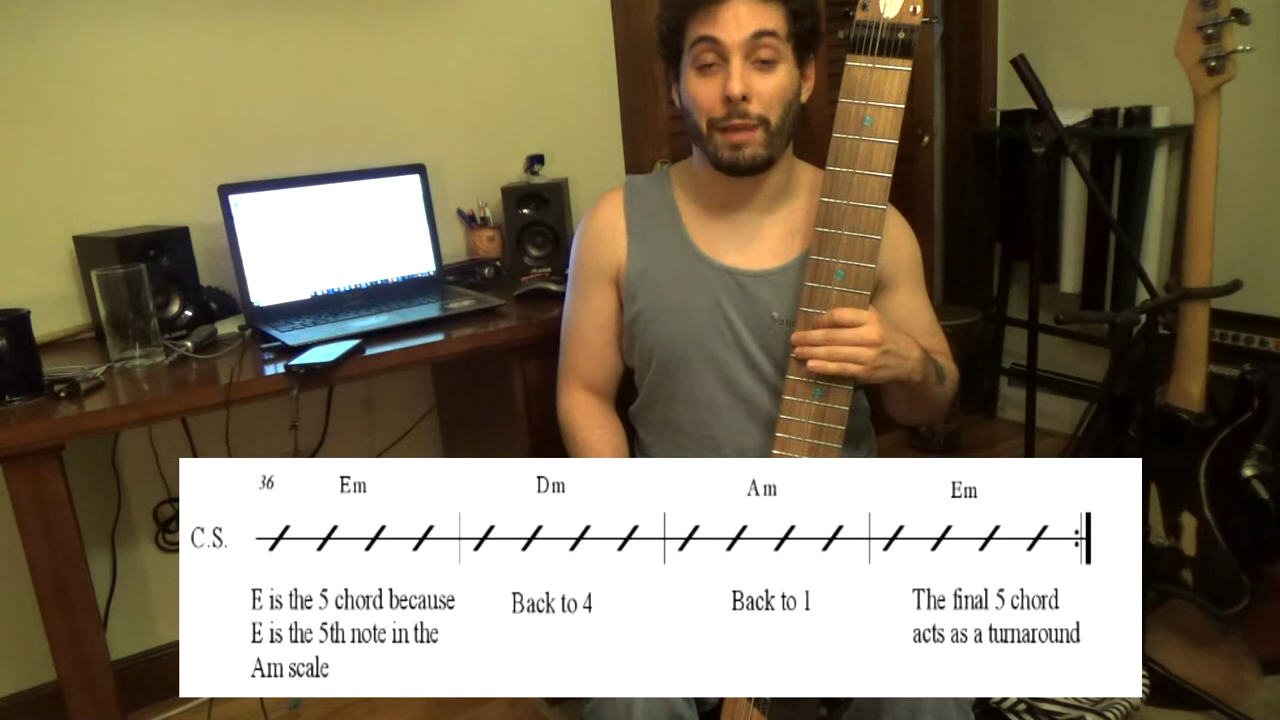 36 Em Dm Am Em
C.S.
E is the 5 chord because
E is the 5th note in the
Am scale
Back to 4
Back to 1
The final 5 chord
acts as a turnaround